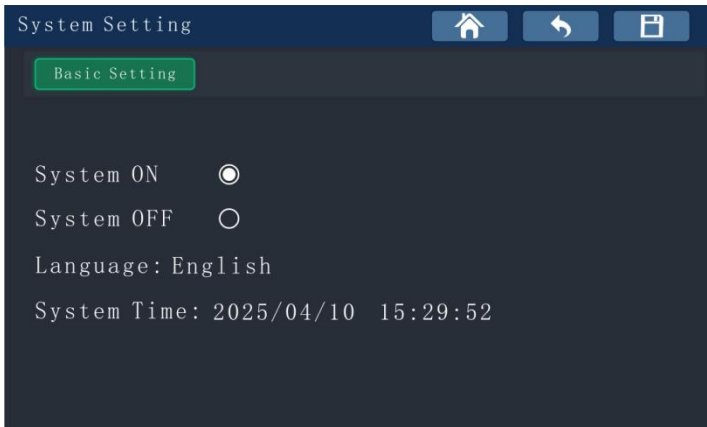 System Setting
Basic Setting
System ON
System OFF
Language: English
System Time: 2025/04/10 15:29:52